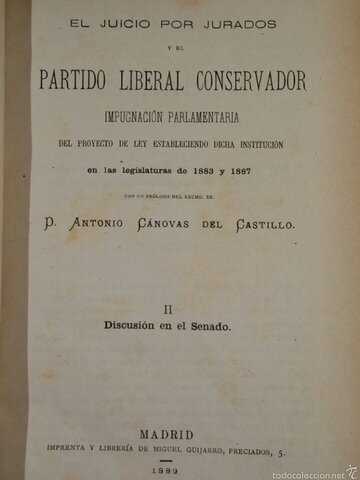 EL JUICIO POR JURADOS
Y EL
PARTIDO LIBERAL CONSERVADOR
IMPUGNACIÓN PARLAMENTARIA
DEL PROYECTO DE LEY ESTABLECIENDO DICHA INSTITUCIÓN
en las legislaturas de 1883 y 1887
CON UN PRÓLOGO DEL EXCMO. SR.
D. ANTONIO CÁNOVAS DEL CASTILLO.
II
Discusión en el Senado.
MADRID
IMPRENTA Y LIBRERÍA DE MIGUEL GUIJARRO, PRECIADOS, 5.
1889
todocoleccion.net